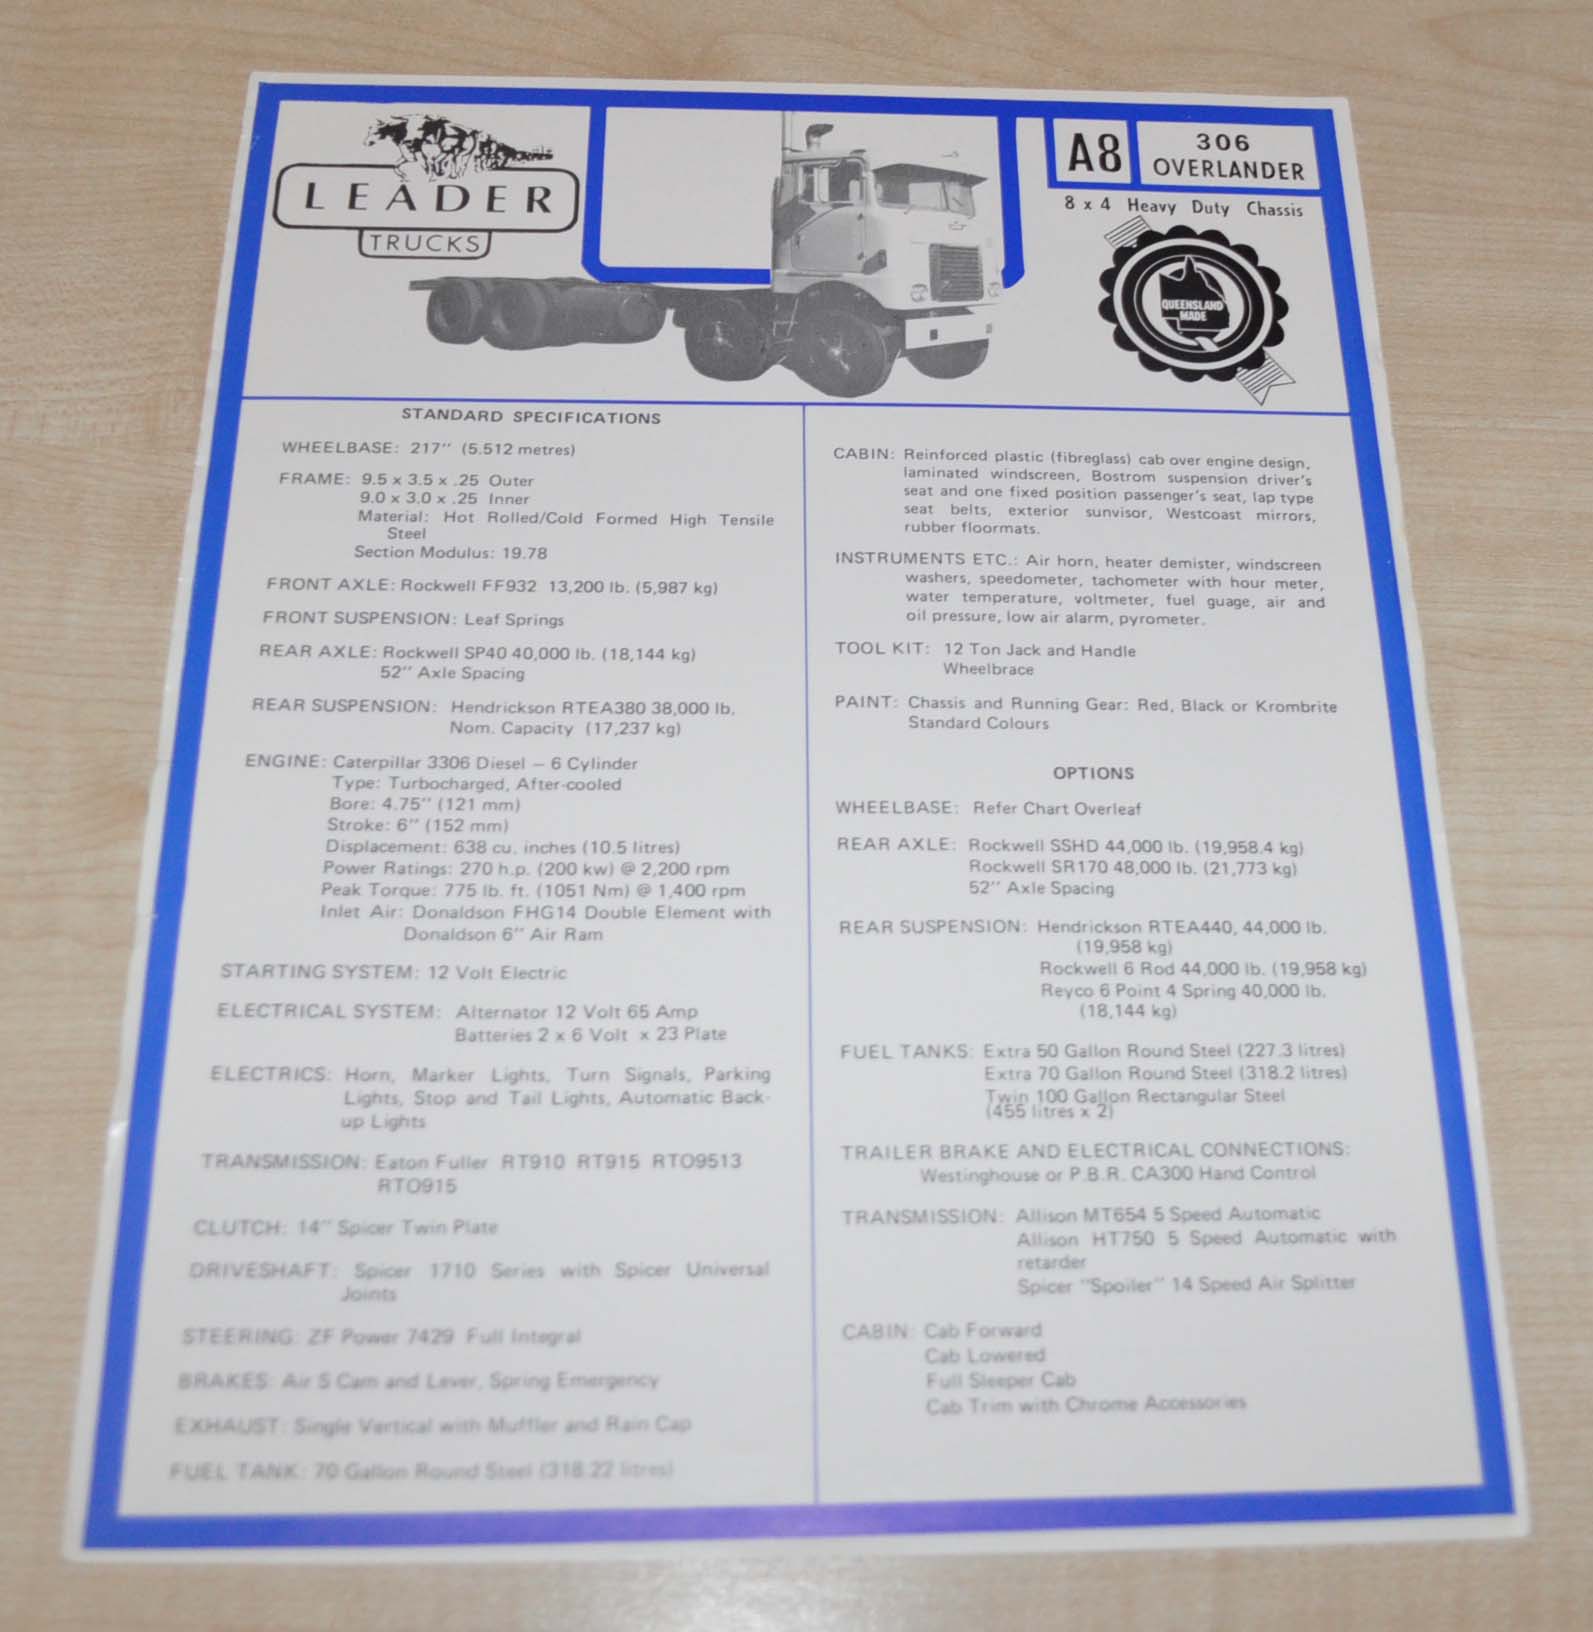 LEADER
TRUCKS
A8
306
OVERLANDER
8 x 4 Heavy Duty Chassis
QUEENSLAND
MADE
STANDARD SPECIFICATIONS
WHEELBASE: 217" (5.512 metres)
FRAME: 9.5 x 3.5 x .25 Outer
9.0 x 3.0 x .25 Inner
Material: Hot Rolled/Cold Formed High Tensile
Steel
Section Modulus: 19.78
FRONT AXLE: Rockwell FF932 13,200 lb. (5,987 kg)
FRONT SUSPENSION: Leaf Springs
REAR AXLE: Rockwell SP40 40,000 lb. (18,144 kg)
52" Axle Spacing
REAR SUSPENSION: Hendrickson RTEA380 38,000 lb.
Nom. Capacity (17,237 kg)
ENGINE: Caterpillar 3306 Diesel — 6 Cylinder
Type: Turbocharged, After-cooled
Bore: 4.75" (121 mm)
Stroke: 6" (152 mm)
Displacement: 638 cu. inches (10.5 litres)
Power Ratings: 270 h.p. (200 kw) @ 2,200 rpm
Peak Torque: 775 lb. ft. (1051 Nm) @ 1,400 rpm
Inlet Air: Donaldson FHG14 Double Element with
Donaldson 6" Air Ram
STARTING SYSTEM: 12 Volt Electric
ELECTRICAL SYSTEM: Alternator 12 Volt 65 Amp
Batteries 2 x 6 Volt x 23 Plate
ELECTRICS: Horn, Marker Lights, Turn Signals, Parking
Lights, Stop and Tail Lights, Automatic Back-
up Lights
TRANSMISSION: Eaton Fuller RT910 RT915 RTO9513
RTO915
CLUTCH: 14" Spicer Twin Plate
DRIVESHAFT: Spicer 1710 Series with Spicer Universal
Joints
STEERING: ZF Power 7429 Full Integral
BRAKES: Air S Cam and Lever, Spring Emergency
EXHAUST: Single Vertical with Muffler and Rain Cap
FUEL TANK: 70 Gallon Round Steel (318.22 litres)
CABIN: Reinforced plastic (fibreglass) cab over engine design,
laminated windscreen, Bostrom suspension driver's
seat and one fixed position passenger's seat, lap type
seat belts, exterior sunvisor, Westcoast mirrors,
rubber floormats.
INSTRUMENTS ETC.: Air horn, heater demister, windscreen
washers, speedometer, tachometer with hour meter,
water temperature, voltmeter, fuel guage, air and
oil pressure, low air alarm, pyrometer.
TOOL KIT: 12 Ton Jack and Handle
Wheelbrace
PAINT: Chassis and Running Gear: Red, Black or Krombrite
Standard Colours
OPTIONS
WHEELBASE: Refer Chart Overleaf
REAR AXLE: Rockwell SSHD 44,000 lb. (19,958.4 kg)
Rockwell SR170 48,000 lb. (21,773 kg)
52" Axle Spacing
REAR SUSPENSION: Hendrickson RTEA440, 44,000 lb.
(19,958 kg)
Rockwell 6 Rod 44,000 lb. (19,958 kg)
Reyco 6 Point 4 Spring 40,000 lb.
(18,144 kg)
FUEL TANKS: Extra 50 Gallon Round Steel (227.3 litres)
Extra 70 Gallon Round Steel (318.2 litres)
Twin 100 Gallon Rectangular Steel
(455 litres x 2)
TRAILER BRAKE AND ELECTRICAL CONNECTIONS:
Westinghouse or P.B.R. CA300 Hand Control
TRANSMISSION: Allison MT654 5 Speed Automatic
Allison HT750 5 Speed Automatic with
retarder
Spicer "Spoiler" 14 Speed Air Splitter
CABIN: Cab Forward
Cab Lowered
Full Sleeper Cab
Cab Trim with Chrome Accessories